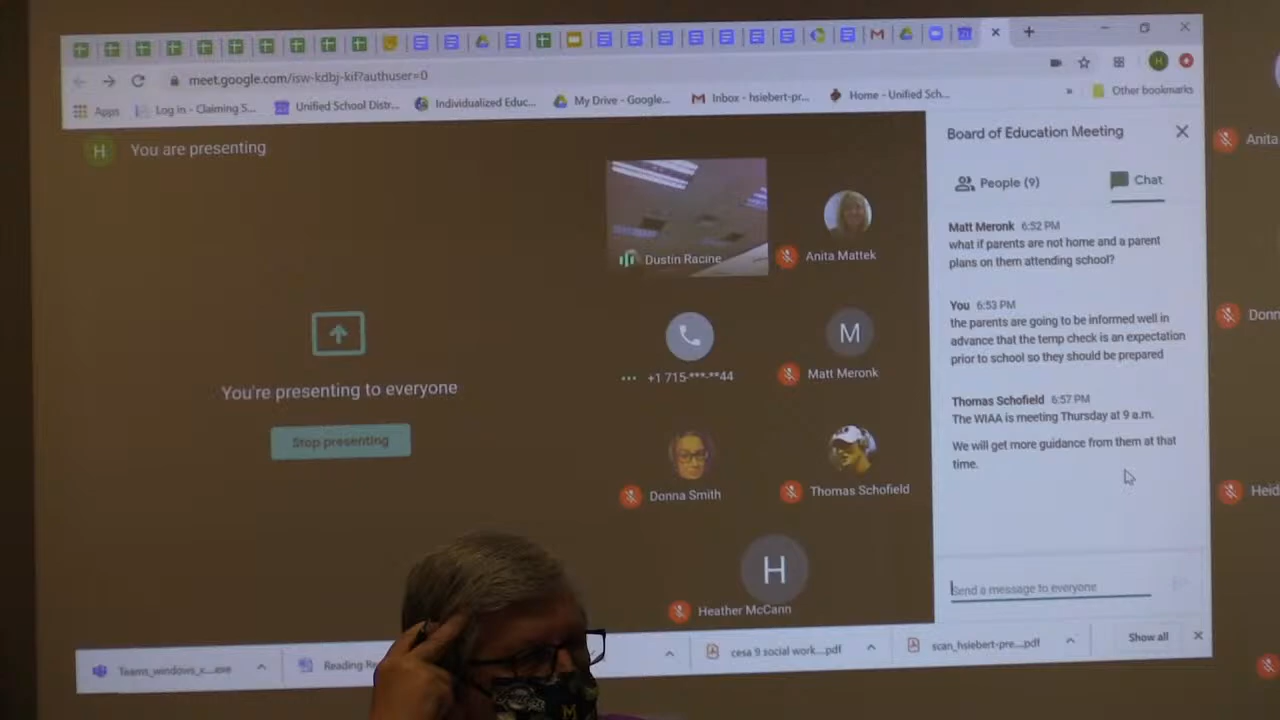 meet.google.com/isw-kdbj-kif?authuser=0
Apps
Log in - Claiming S...
Unified School Distr...
Individualized Educ...
My Drive - Google...
Inbox - hsiebert-pr...
Home - Unified Sch...
»
Other bookmarks
H
You are presenting
You're presenting to everyone
Stop presenting
Dustin Racine
Anita Mattek
+1 715-***-**44
M
Matt Meronk
Donna Smith
Thomas Schofield
H
Heather McCann
Board of Education Meeting
People (9)
Chat
Matt Meronk 6:52 PM
what if parents are not home and a parent
plans on them attending school?
You 6:53 PM
the parents are going to be informed well in
advance that the temp check is an expectation
prior to school so they should be prepared
Thomas Schofield 6:57 PM
The WIAA is meeting Thursday at 9 a.m.
We will get more guidance from them at that
time.
Send a message to everyone
Teams_windows_x....exe
Reading Re
cesa 9 social work....pdf
scan_hsiebert-pre....pdf
Show all
Anita
Donn
Heid